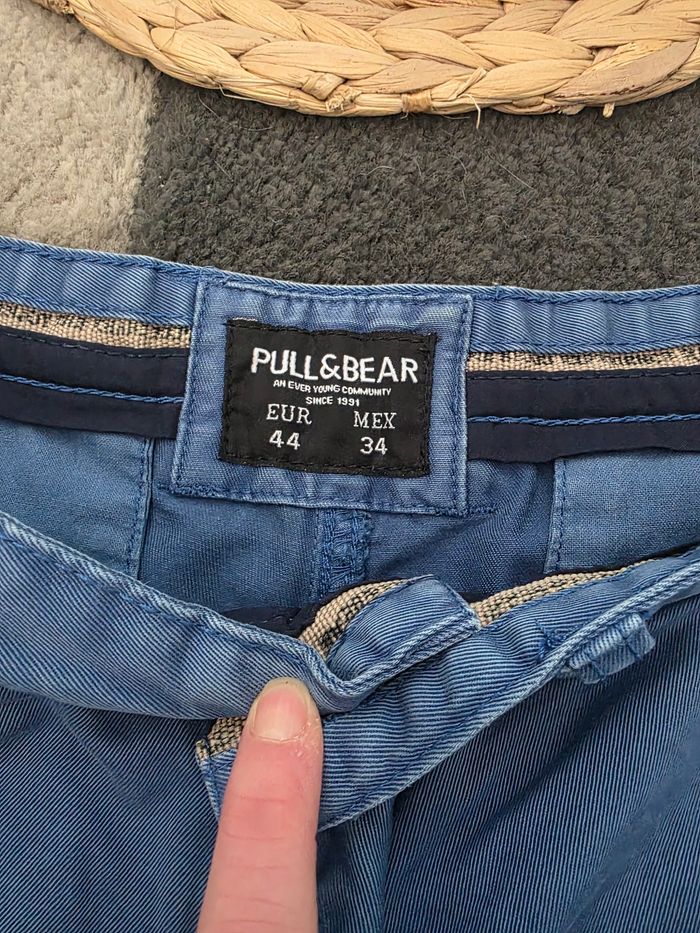 PULL&BEAR
AN EVER YOUNG COMMUNITY
SINCE 1991
EUR MEX
44 34